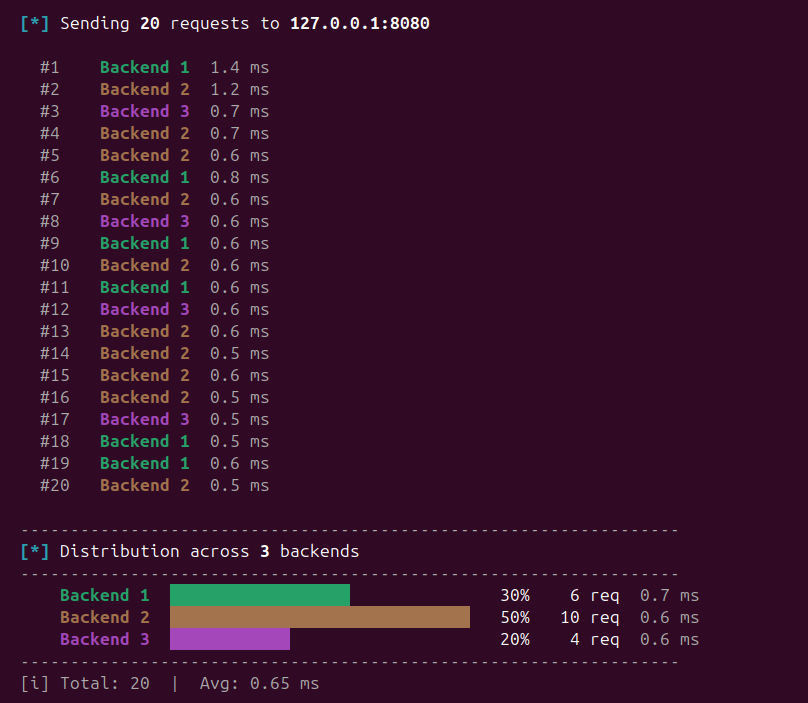 [*] Sending 20 requests to 127.0.0.1:8080
#1 Backend 1 1.4 ms
#2 Backend 2 1.2 ms
#3 Backend 3 0.7 ms
#4 Backend 2 0.7 ms
#5 Backend 2 0.6 ms
#6 Backend 1 0.8 ms
#7 Backend 2 0.6 ms
#8 Backend 3 0.6 ms
#9 Backend 1 0.6 ms
#10 Backend 2 0.6 ms
#11 Backend 1 0.6 ms
#12 Backend 3 0.6 ms
#13 Backend 2 0.6 ms
#14 Backend 2 0.5 ms
#15 Backend 2 0.6 ms
#16 Backend 2 0.5 ms
#17 Backend 3 0.5 ms
#18 Backend 1 0.5 ms
#19 Backend 1 0.6 ms
#20 Backend 2 0.5 ms
------------------------------------------------------------------
[*] Distribution across 3 backends
------------------------------------------------------------------
Backend 1 30% 6 req 0.7 ms
Backend 2 50% 10 req 0.6 ms
Backend 3 20% 4 req 0.6 ms
------------------------------------------------------------------
[i] Total: 20 | Avg: 0.65 ms